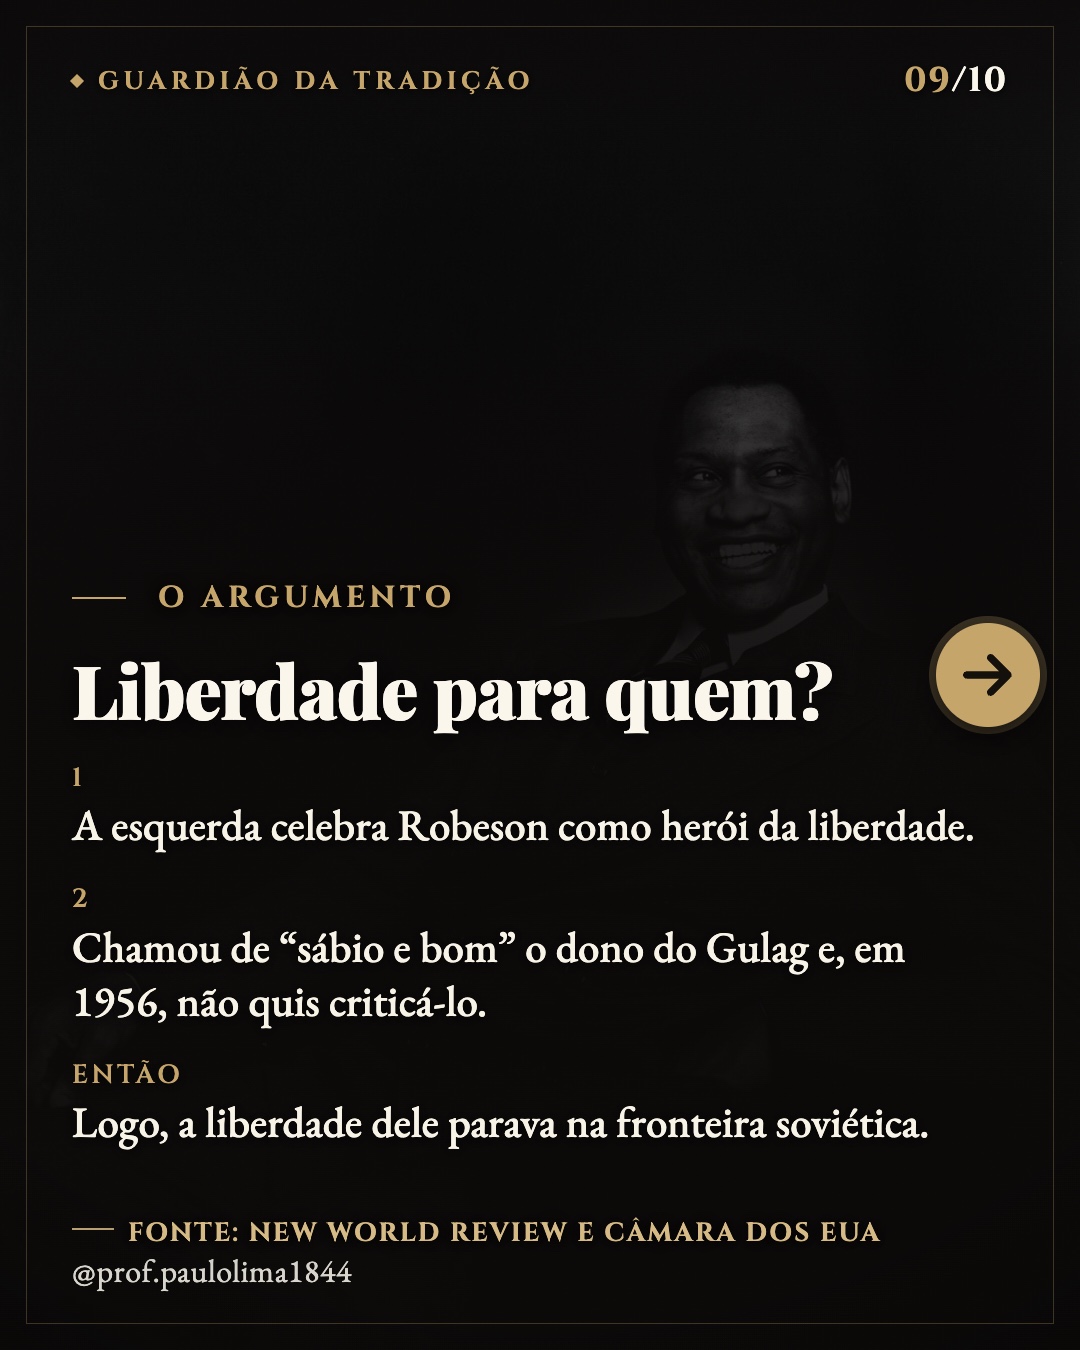 ◆ GUARDIÃO DA TRADIÇÃO
09/10
O ARGUMENTO
Liberdade para quem?
1
A esquerda celebra Robeson como herói da liberdade.
2
Chamou de “sábio e bom” o dono do Gulag e, em
1956, não quis criticá-lo.
ENTÃO
Logo, a liberdade dele parava na fronteira soviética.
FONTE: NEW WORLD REVIEW E CÂMARA DOS EUA
@prof.paulolima1844